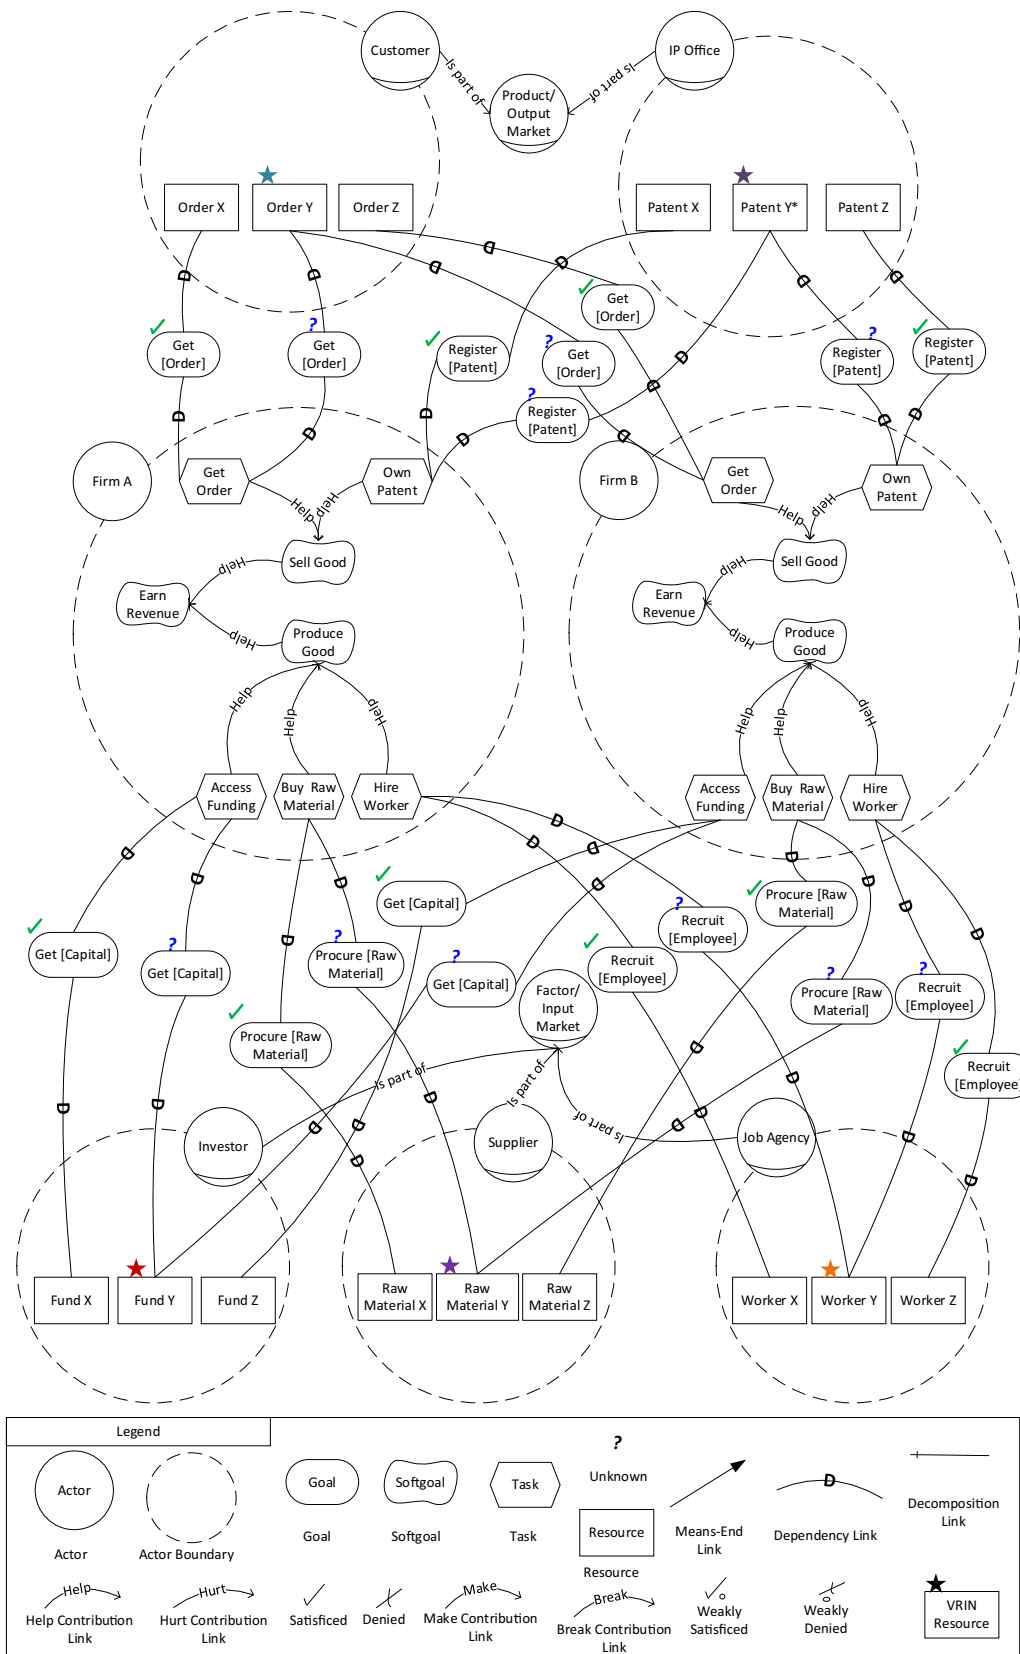 Customer
IP Office
Is part of
Is part of
Product/
Output
Market
Order X
Order Y
Order Z
Patent X
Patent Y*
Patent Z
D
D
D
D
D
D
D
Get
[Order]
?
Get
[Order]
Register
[Patent]
?
Get
[Order]
Get
[Order]
?
Register
[Patent]
Register
[Patent]
?
Register
[Patent]
D
D
D
D
D
D
D
D
D
Firm A
Get
Order
Own
Patent
Help
Help
Sell Good
Help
Earn
Revenue
Help
Produce
Good
Help
Help
Help
Access
Funding
Buy Raw
Material
Hire
Worker
Firm B
Get
Order
Own
Patent
Help
Help
Sell Good
Help
Earn
Revenue
Help
Produce
Good
Help
Help
Help
Access
Funding
Buy Raw
Material
Hire
Worker
D
D
D
D
D
D
D
D
D
D
D
D
Get [Capital]
?
Get [Capital]
Procure [Raw
Material]
?
Procure [Raw
Material]
Get [Capital]
?
Get [Capital]
Recruit
[Employee]
?
Recruit
[Employee]
Procure [Raw
Material]
?
Procure [Raw
Material]
?
Recruit
[Employee]
Recruit
[Employee]
Factor/
Input
Market
Is part of
Is part of
Is part of
D
D
D
D
D
D
D
D
D
D
D
D
Investor
Supplier
Job Agency
Fund X
Fund Y
Fund Z
Raw
Material X
Raw
Material Y
Raw
Material Z
Worker X
Worker Y
Worker Z
Legend
Actor
Actor
Actor Boundary
Goal
Goal
Softgoal
Softgoal
Task
Task
?
Unknown
Resource
Resource
Means-End
Link
D
Dependency Link
Decomposition
Link
Help
Help Contribution
Link
Hurt
Hurt Contribution
Link
Satisficed
Denied
Make
Make Contribution
Link
Break
Break Contribution
Link
Weakly
Satisficed
Weakly
Denied
VRIN
Resource